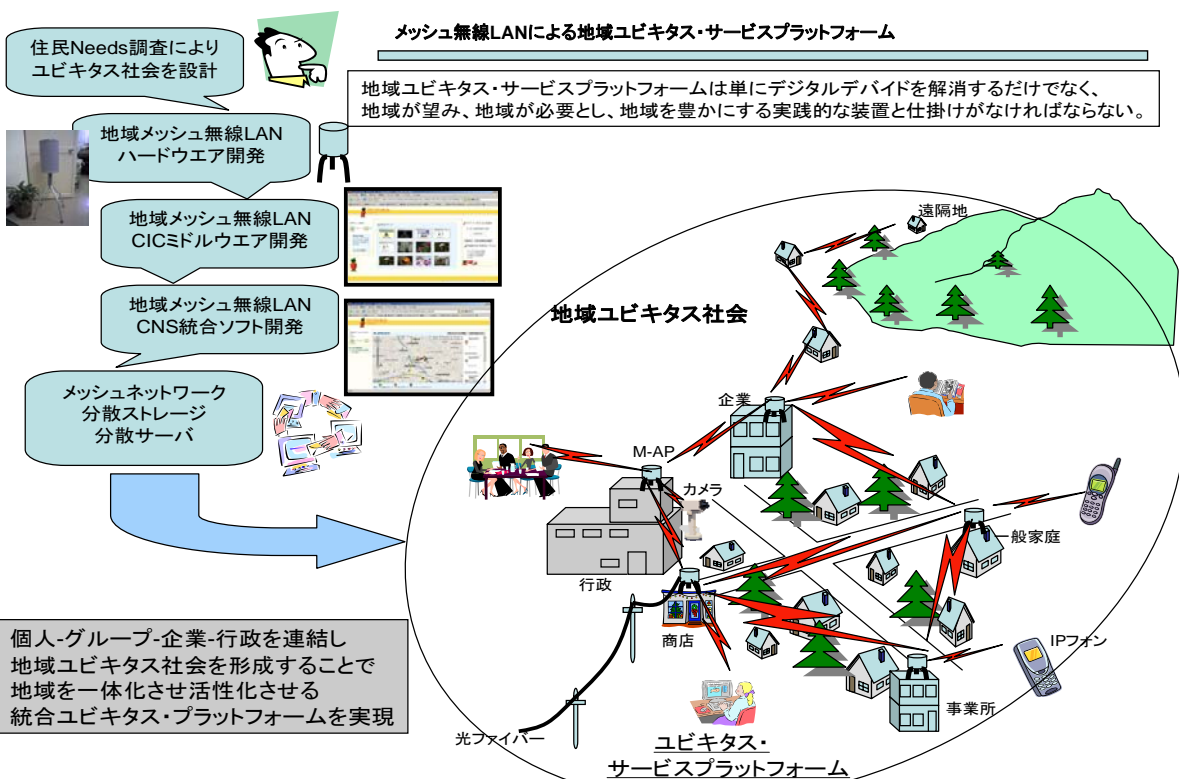 メッシュ無線LANによる地域ユビキタス・サービスプラットフォーム
住民Needs調査により
ユビキタス社会を設計
地域ユビキタス・サービスプラットフォームは単にデジタルデバイドを解消するだけでなく、
地域が望み、地域が必要とし、地域を豊かにする実践的な装置と仕掛けがなければならない。
地域メッシュ無線LAN
ハードウエア開発
地域メッシュ無線LAN
CICミドルウエア開発
地域メッシュ無線LAN
CNS統合ソフト開発
メッシュネットワーク
分散ストレージ
分散サーバ
遠隔地
地域ユビキタス社会
企業
M-AP
カメラ
一般家庭
行政
商店
IPフォン
事業所
光ファイバー
個人-グループ-企業-行政を連結し
地域ユビキタス社会を形成することで
地域を一体化させ活性化させる
統合ユビキタス・プラットフォームを実現
ユビキタス・
サービスプラットフォーム